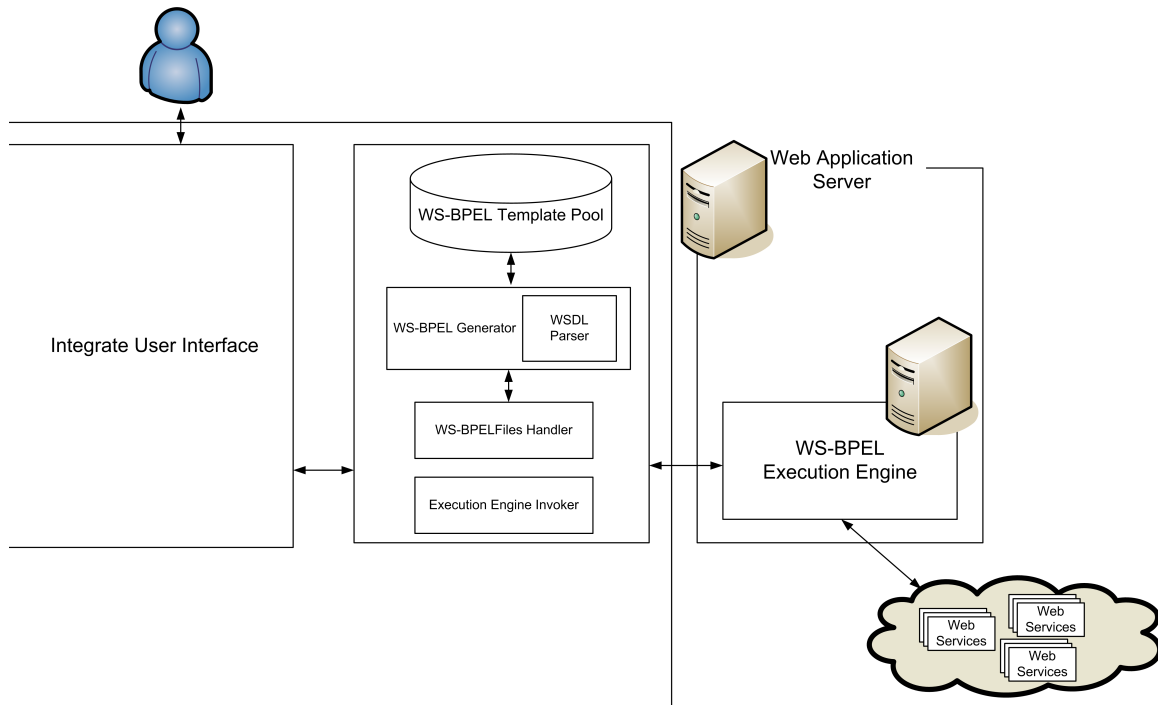 Web Application
Server
WS-BPEL Template Pool
WS-BPEL Generator
WSDL
Parser
Integrate User Interface
WS-BPELFiles Handler
WS-BPEL
Execution Engine
Execution Engine Invoker
Web
Services
Web
Services
Web
Services